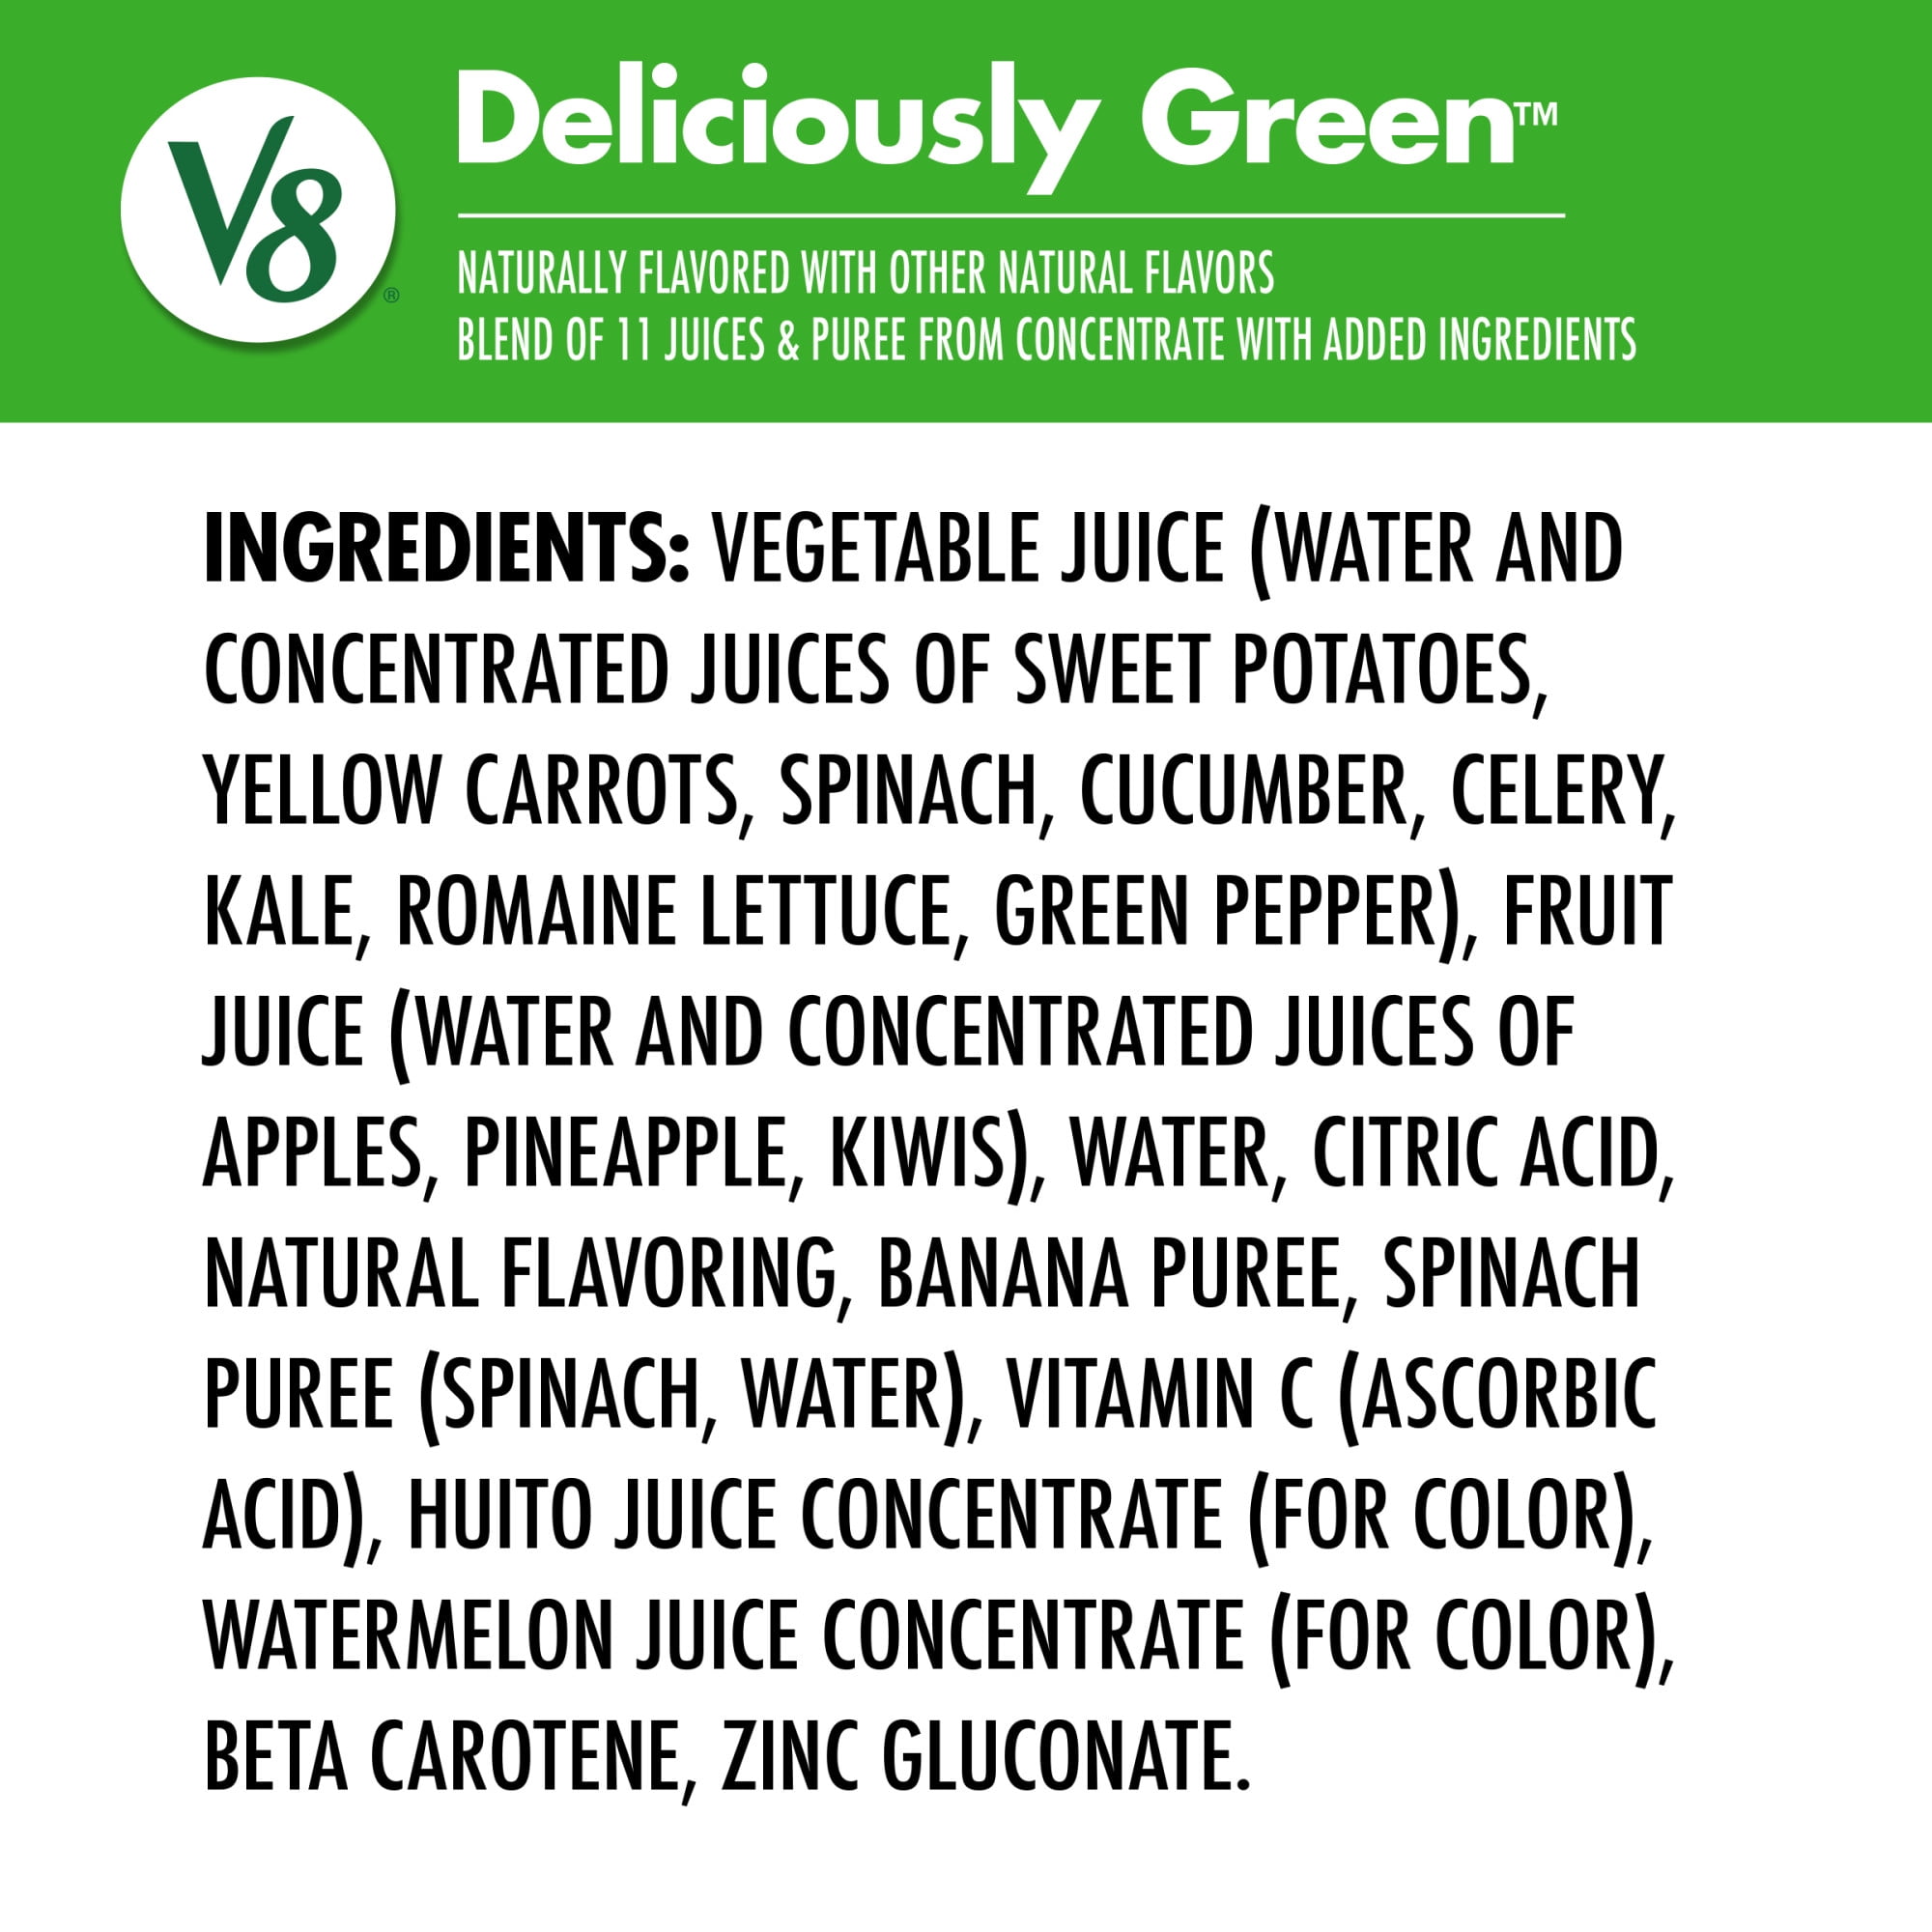 V8®
Deliciously Green™
NATURALLY FLAVORED WITH OTHER NATURAL FLAVORS
BLEND OF 11 JUICES & PUREE FROM CONCENTRATE WITH ADDED INGREDIENTS
INGREDIENTS: VEGETABLE JUICE (WATER AND
CONCENTRATED JUICES OF SWEET POTATOES,
YELLOW CARROTS, SPINACH, CUCUMBER, CELERY,
KALE, ROMAINE LETTUCE, GREEN PEPPER), FRUIT
JUICE (WATER AND CONCENTRATED JUICES OF
APPLES, PINEAPPLE, KIWIS), WATER, CITRIC ACID,
NATURAL FLAVORING, BANANA PUREE, SPINACH
PUREE (SPINACH, WATER), VITAMIN C (ASCORBIC
ACID), HUITO JUICE CONCENTRATE (FOR COLOR),
WATERMELON JUICE CONCENTRATE (FOR COLOR),
BETA CAROTENE, ZINC GLUCONATE.